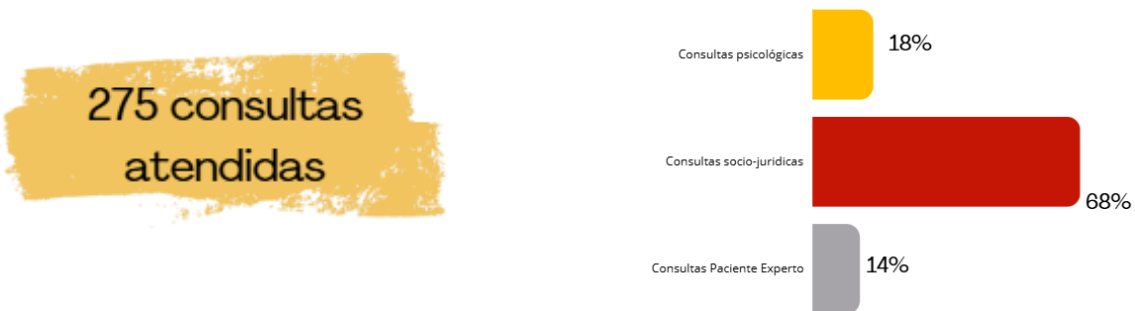 275 consultas
atendidas
Consultas psicológicas
18%
Consultas socio-juridicas
68%
Consultas Paciente Experto
14%